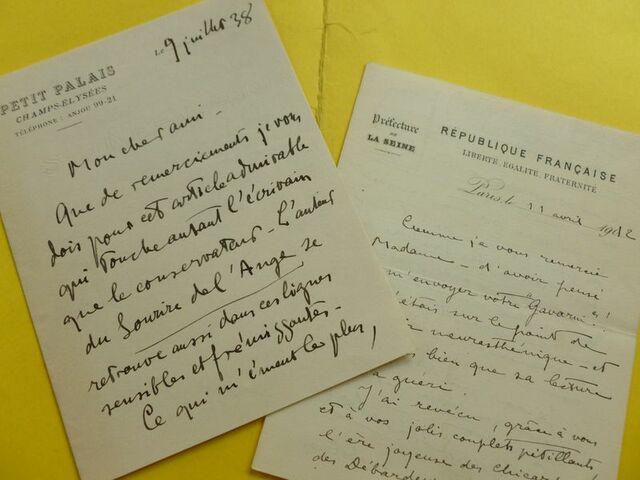 PETIT PALAIS
CHAMPS-ELYSÉES
TÉLÉPHONE : ANJOU 99-21
Le 9 juillet 38
Mon cher ami -
Que de remerciements je vous
dois pour cet article admirable
qui touche autant l'écrivain
que le conservateur - L'auteur
du Sourire de l'Ange se
retrouve aussi dans ces lignes
sensibles et frémissantes -
Ce qui m'émeut le plus,
Préfecture
DE
LA SEINE
RÉPUBLIQUE FRANÇAISE
LIBERTÉ, EGALITÉ, FRATERNITÉ
Paris, le 11 avril 1912
Comme je vous remercie
Madame - d'avoir pensé
m'envoyer votre Gavarni !
J'étais sur le point de
neurasthénique - et
bien que sa lecture
a guéri.
J'ai revécu, grâce à vous
et à vos jolis couplets pétillants,
l'ère joyeuse des chicar
des Débarde